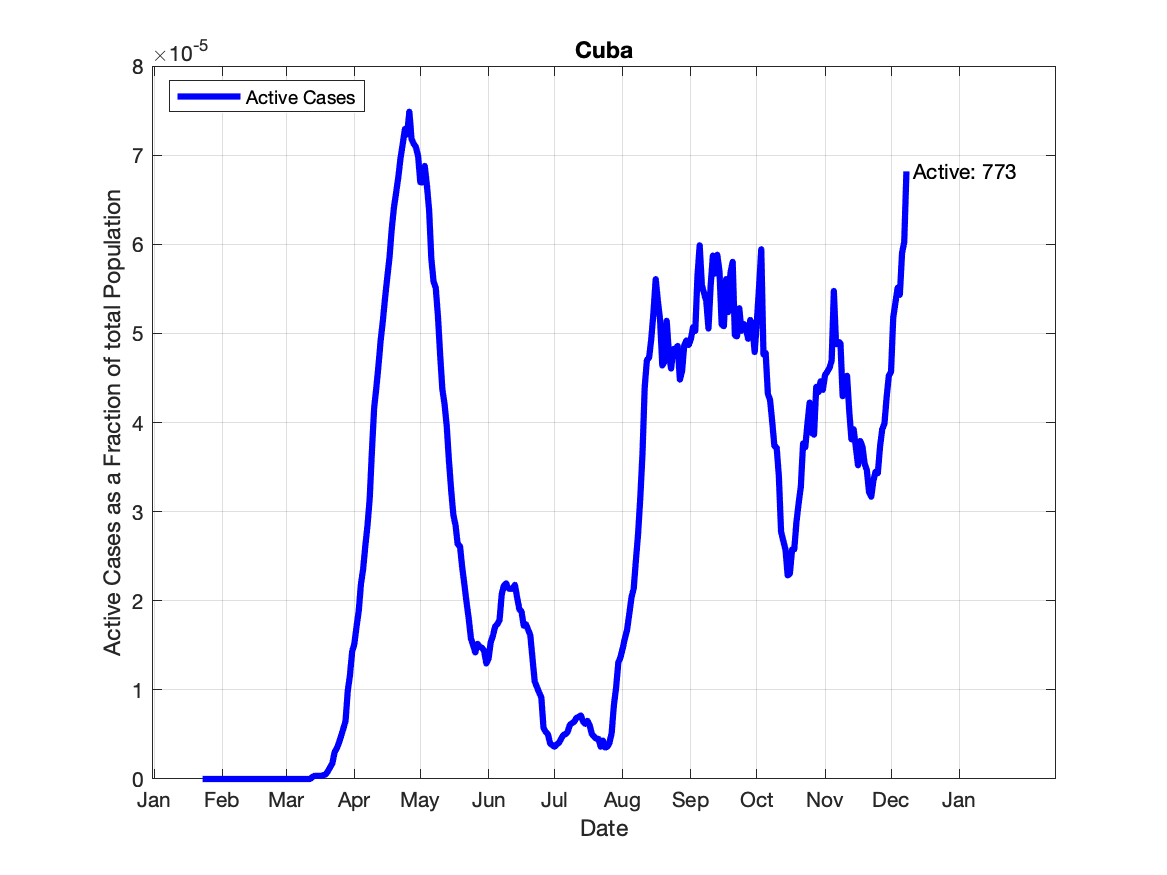 Cuba
×10-5
Active Cases
Active: 773
8
7
6
5
4
3
2
1
0
Active Cases as a Fraction of total Population
Jan Feb Mar Apr May Jun Jul Aug Sep Oct Nov Dec Jan
Date